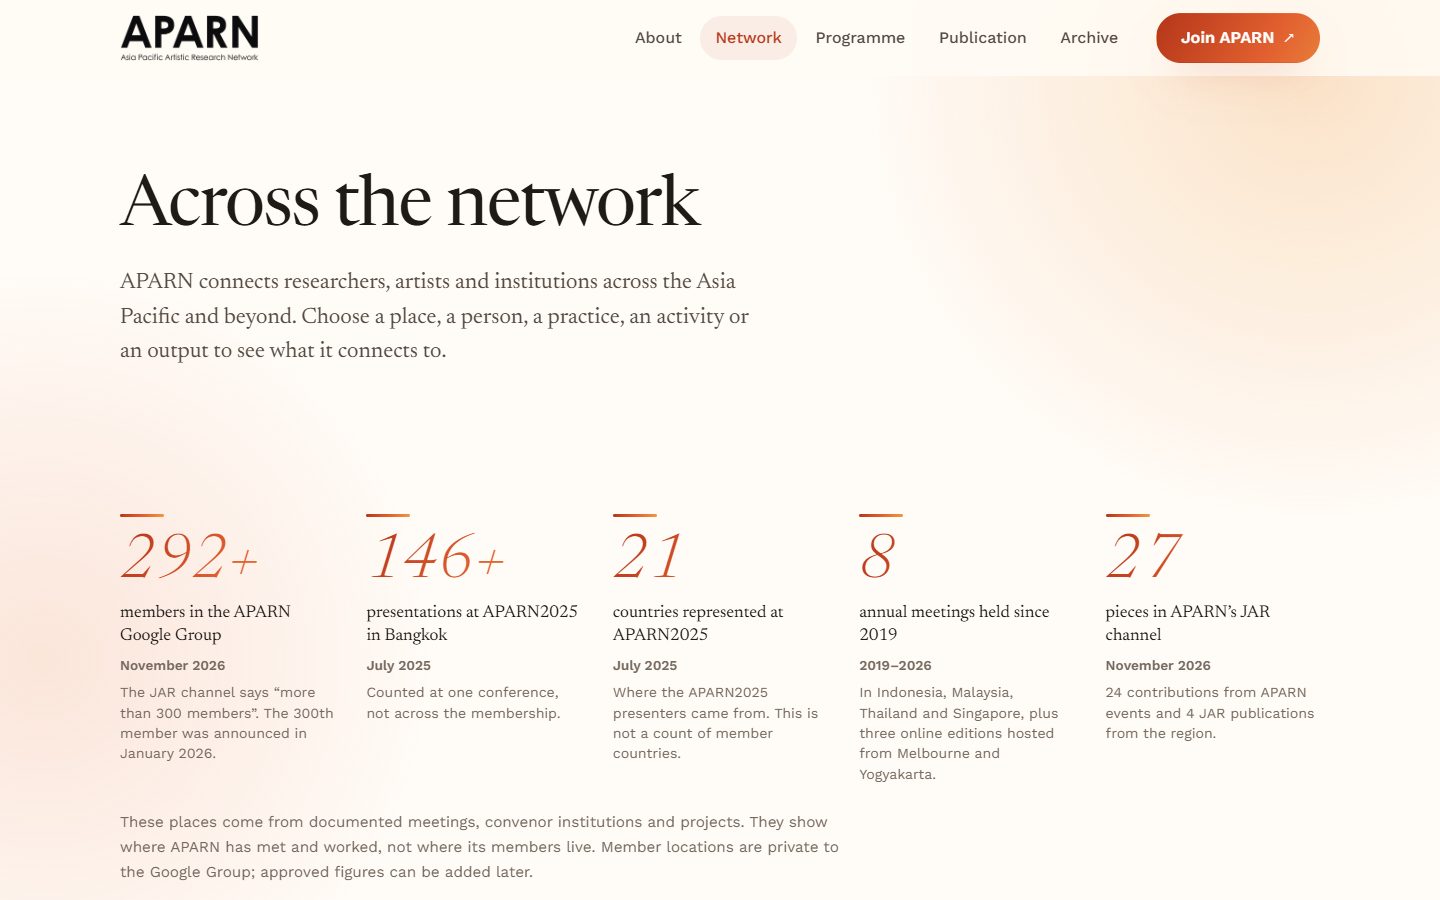 APARN
Asia Pacific Artistic Research Network
About
Network
Programme
Publication
Archive
Join APARN ↗
Across the network
APARN connects researchers, artists and institutions across the Asia
Pacific and beyond. Choose a place, a person, a practice, an activity or
an output to see what it connects to.
292+
members in the APARN
Google Group
November 2026
The JAR channel says “more
than 300 members”. The 300th
member was announced in
January 2026.
146+
presentations at APARN2025
in Bangkok
July 2025
Counted at one conference,
not across the membership.
21
countries represented at
APARN2025
July 2025
Where the APARN2025
presenters came from. This is
not a count of member
countries.
8
annual meetings held since
2019
2019–2026
In Indonesia, Malaysia,
Thailand and Singapore, plus
three online editions hosted
from Melbourne and
Yogyakarta.
27
pieces in APARN’s JAR
channel
November 2026
24 contributions from APARN
events and 4 JAR publications
from the region.
These places come from documented meetings, convenor institutions and projects. They show
where APARN has met and worked, not where its members live. Member locations are private to
the Google Group; approved figures can be added later.